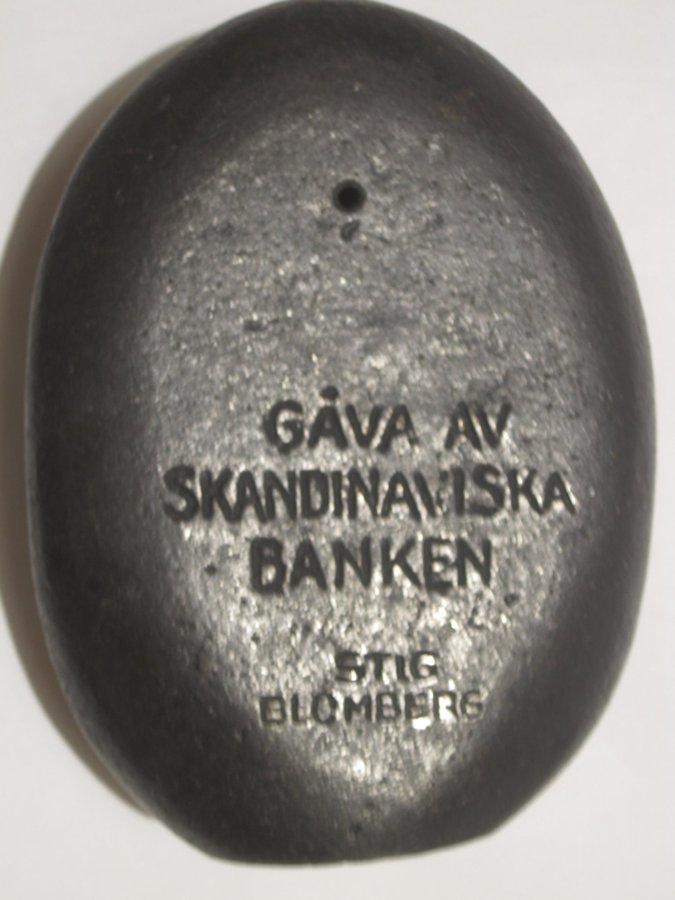 GÅVA AV
SKANDINAVISKA
BANKEN
STIG
BLOMBERG